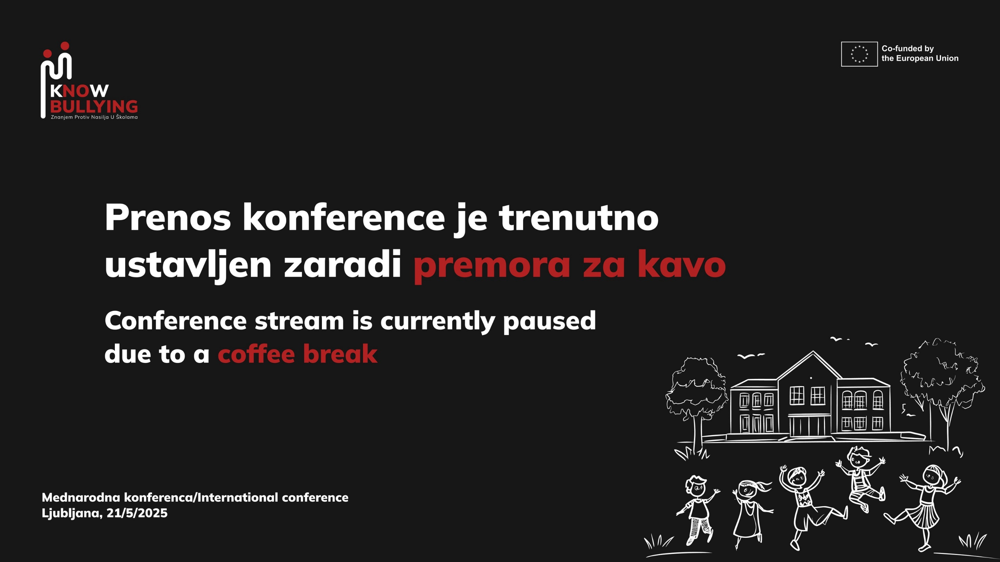 KNOW
BULLYING
Znanjem Protiv Nasilja U Školama
Co-funded by
the European Union
Prenos konference je trenutno
ustavljen zaradi premora za kavo
Conference stream is currently paused
due to a coffee break
Mednarodna konferenca/International conference
Ljubljana, 21/5/2025